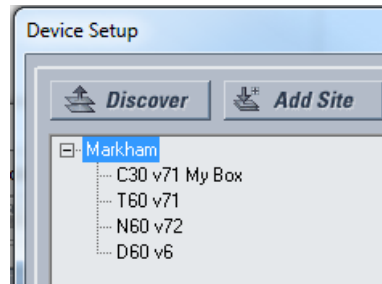 Device Setup
Discover Add Site
Markham
C30 v71 My Box
T60 v71
N60 v72
D60 v6